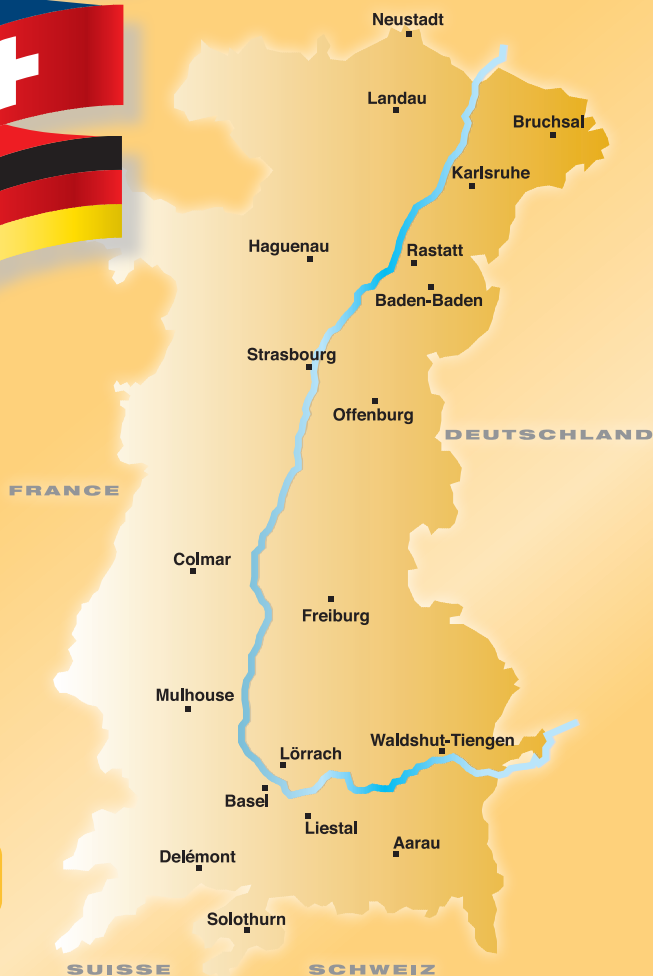 Neustadt
Landau
Bruchsal
Karlsruhe
Haguenau
Rastatt
Baden-Baden
Strasbourg
Offenburg
DEUTSCHLAND
FRANCE
Colmar
Freiburg
Mulhouse
Waldshut-Tiengen
Lörrach
Basel
Liestal
Aarau
Delémont
Solothurn
SUISSE
SCHWEIZ